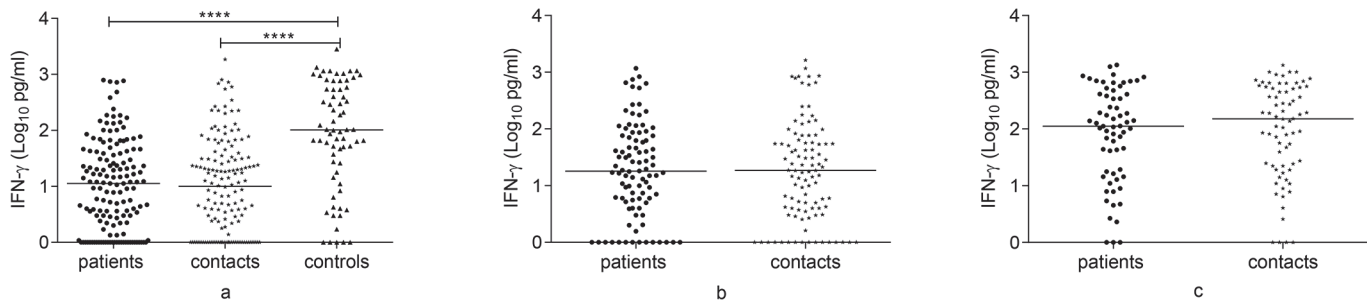 ****
****
IFN-γ (Log10 pg/ml)
4
3
2
1
0
patients
contacts
controls
a
IFN-γ (Log10 pg/ml)
4
3
2
1
0
patients
contacts
b
IFN-γ (Log10 pg/ml)
4
3
2
1
0
patients
contacts
c